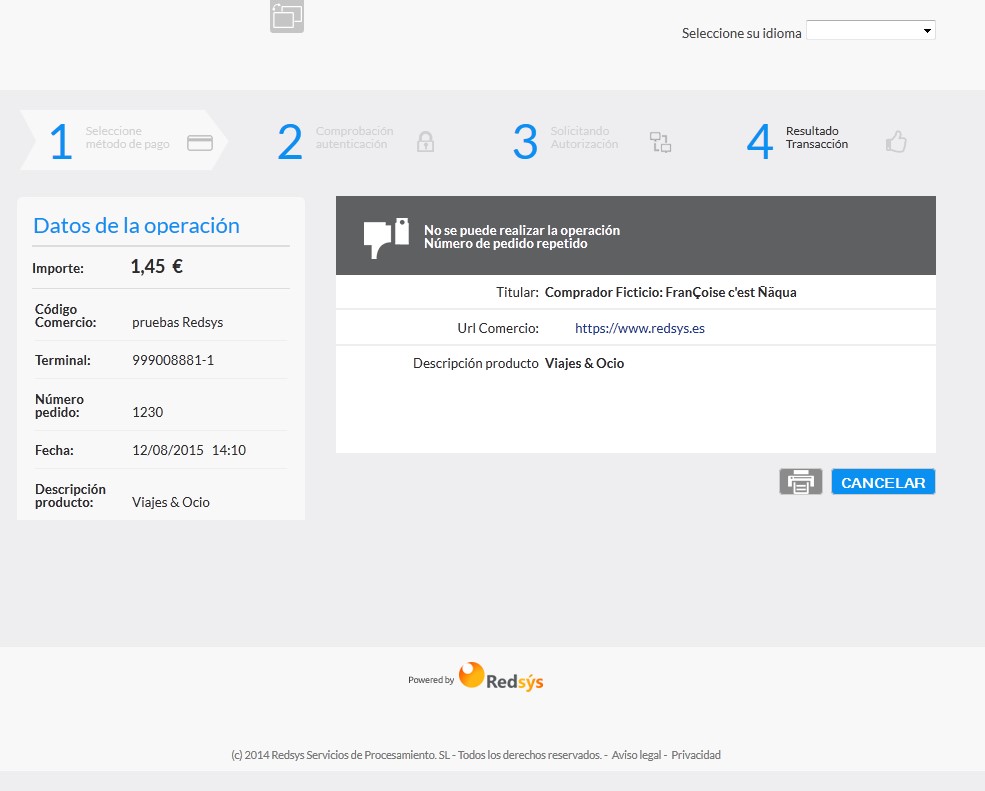 Seleccione su idioma
1 Seleccione
método de pago
2 Comprobación
autenticación
3 Solicitando
Autorización
4 Resultado
Transacción
Datos de la operación
Importe: 1,45 €
Código
Comercio: pruebas Redsys
Terminal: 999008881-1
Número
pedido: 1230
Fecha: 12/08/2015 14:10
Descripción
producto: Viajes & Ocio
No se puede realizar la operación
Número de pedido repetido
Titular: Comprador Ficticio: FranÇoise c'est Ñäqua
Url Comercio: https://www.redsys.es
Descripción producto Viajes & Ocio
CANCELAR
Powered by Redsýs
(c) 2014 Redsys Servicios de Procesamiento. SL - Todos los derechos reservados. - Aviso legal - Privacidad